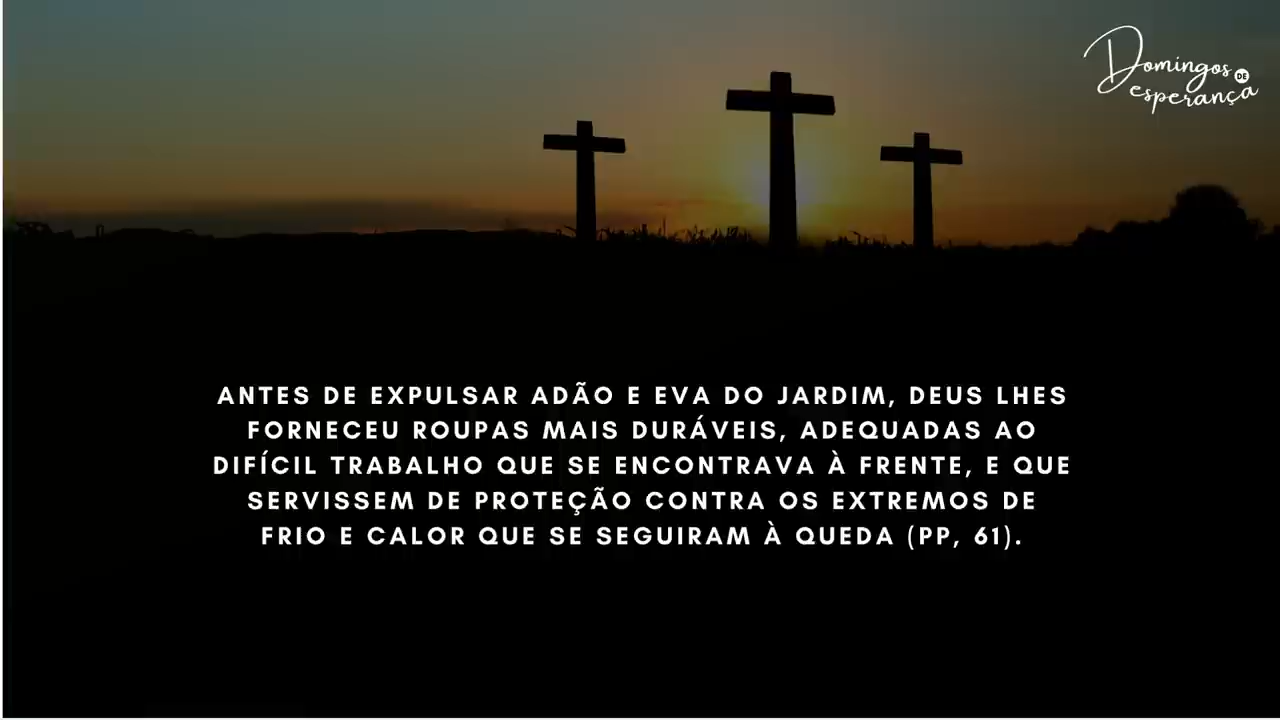 Domingos
DE
esperança
ANTES DE EXPULSAR ADÃO E EVA DO JARDIM, DEUS LHES
FORNECEU ROUPAS MAIS DURÁVEIS, ADEQUADAS AO
DIFÍCIL TRABALHO QUE SE ENCONTRAVA À FRENTE, E QUE
SERVISSEM DE PROTEÇÃO CONTRA OS EXTREMOS DE
FRIO E CALOR QUE SE SEGUIRAM À QUEDA (PP, 61).